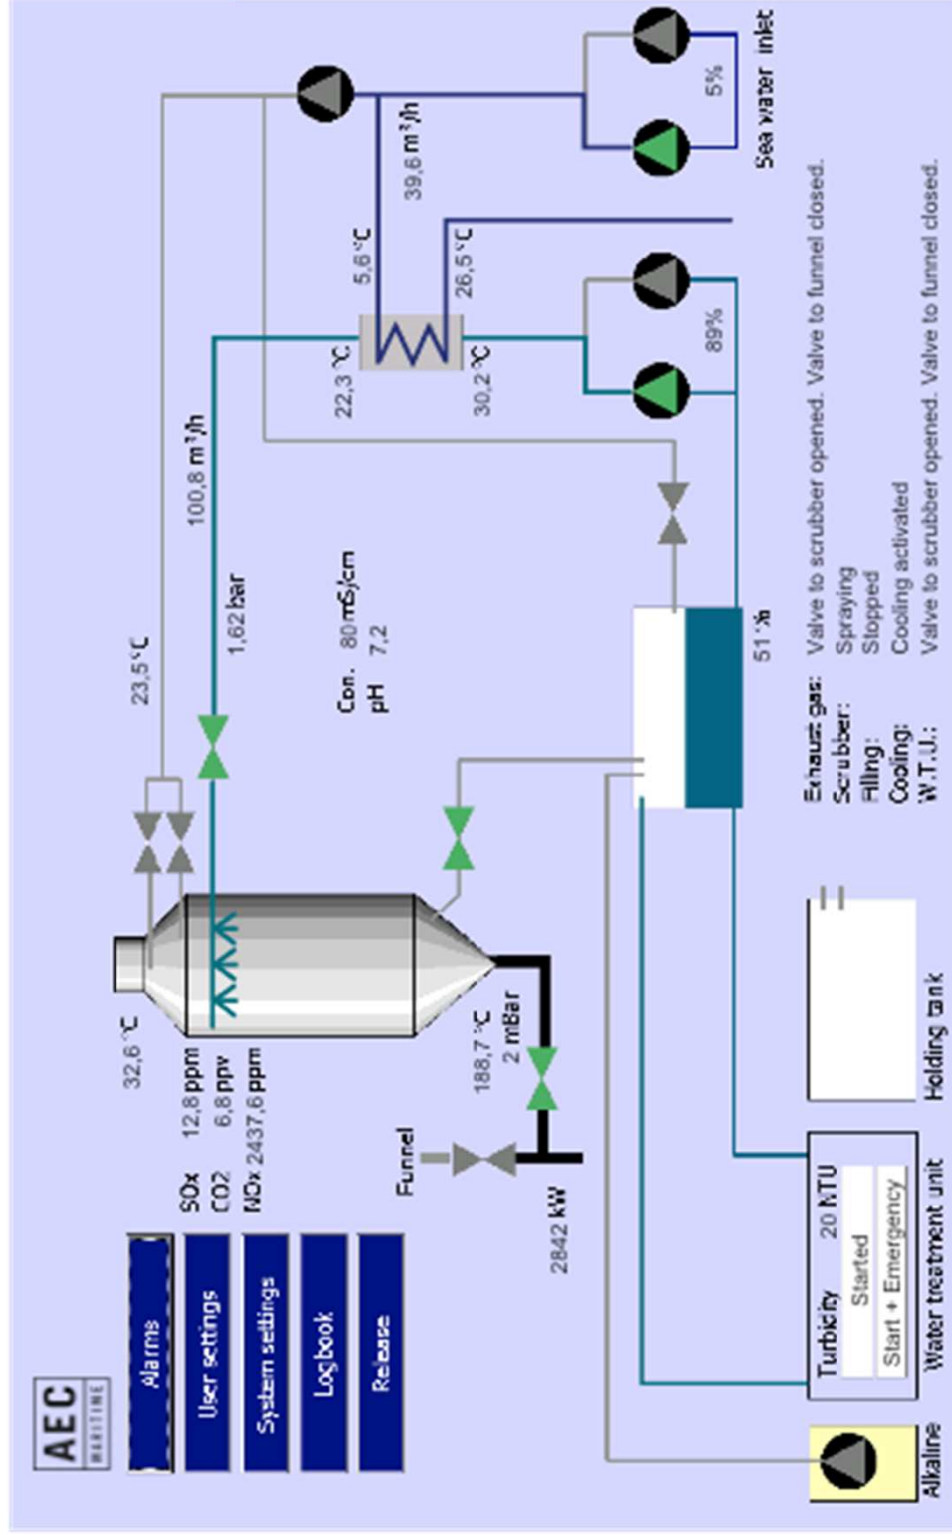 AEC
MARITIME
Alarms
User settings
System settings
Logbook
Release
32,6 °C
SOx 12,8 ppm
CO2 6,8 ppv
NOx 2437,6 ppm
Funnel
188,7 °C
2 mBar
2842 kW
23,5 °C
100,8 m³/h
1,62 bar
Con. 80 mS/cm
pH 7,2
22,3 °C
5,6 °C
30,2 °C
26,5 °C
39,6 m³/h
89%
5%
Sea water inlet
51 %
Turbidity 20 NTU
Started
Start + Emergency
Alkaline
Water treatment unit
Holding tank
Exhaust gas: Valve to scrubber opened. Valve to funnel closed.
Scrubber: Spraying
Filling: Stopped
Cooling: Cooling activated
W.T.U.: Valve to scrubber opened. Valve to funnel closed.